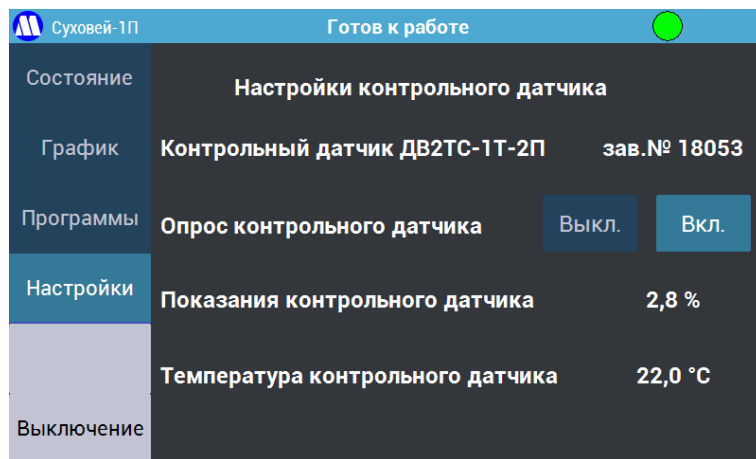 Суховей-1П
Готов к работе
Состояние
График
Программы
Настройки
Выключение
Настройки контрольного датчика
Контрольный датчик ДВ2ТС-1Т-2П зав.№ 18053
Опрос контрольного датчика Выкл. Вкл.
Показания контрольного датчика 2,8 %
Температура контрольного датчика 22,0 °C